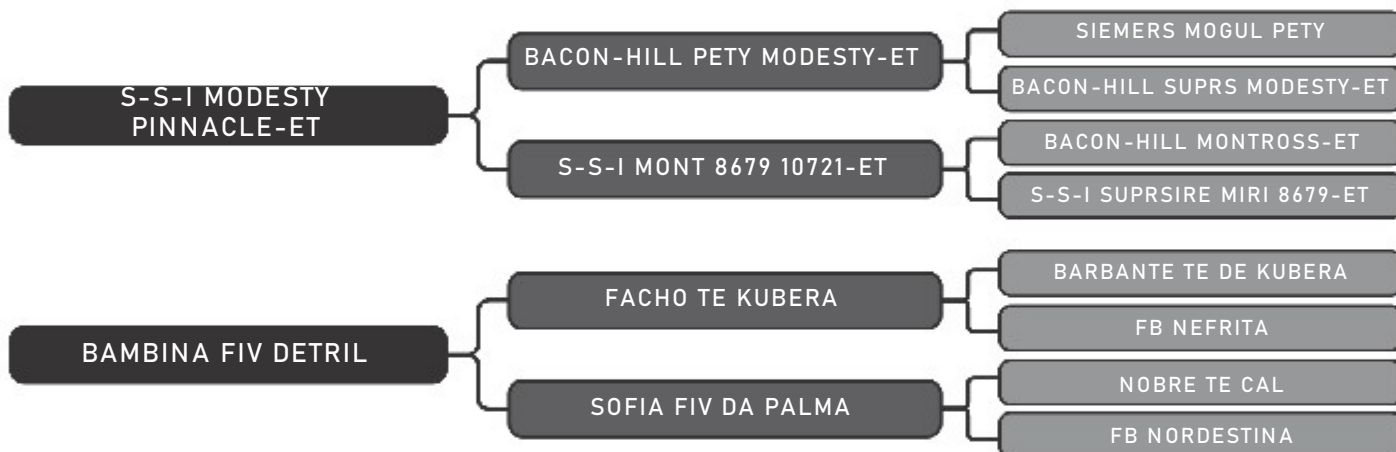 S-S-I MODESTY
PINNACLE-ET
BACON-HILL PETY MODESTY-ET
SIEMERS MOGUL PETY
BACON-HILL SUPRS MODESTY-ET
S-S-I MONT 8679 10721-ET
BACON-HILL MONTROSS-ET
S-S-I SUPRSIRE MIRI 8679-ET
BAMBINA FIV DETRIL
FACHO TE KUBERA
BARBANTE TE DE KUBERA
FB NEFRITA
SOFIA FIV DA PALMA
NOBRE TE CAL
FB NORDESTINA